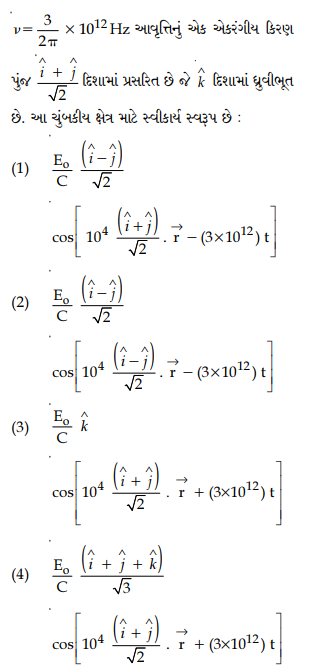 ν = 3/2π × 10¹² Hz આવૃત્તિનું એક એકરંગીય કિરણ
પુંજ (î + ĵ)/√2 દિશામાં પ્રસરિત છે જે k̂ દિશામાં ધ્રુવીભૂત
છે. આ ચુંબકીય ક્ષેત્ર માટે સ્વીકાર્ય સ્વરૂપ છે :
(1) E₀/C (î − ĵ)/√2
cos[10⁴ (î + ĵ)/√2 . r⃗ − (3×10¹²) t]
(2) E₀/C (î − ĵ)/√2
cos[10⁴ (î − ĵ)/√2 . r⃗ − (3×10¹²) t]
(3) E₀/C k̂
cos[10⁴ (î + ĵ)/√2 . r⃗ + (3×10¹²) t]
(4) E₀/C (î + ĵ + k̂)/√3
cos[10⁴ (î + ĵ)/√2 . r⃗ + (3×10¹²) t]